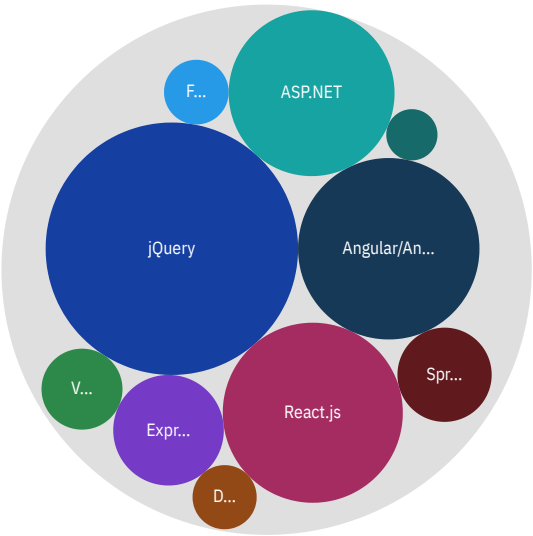 F...
ASP.NET
jQuery
Angular/An...
Spr...
V...
React.js
Expr...
D...